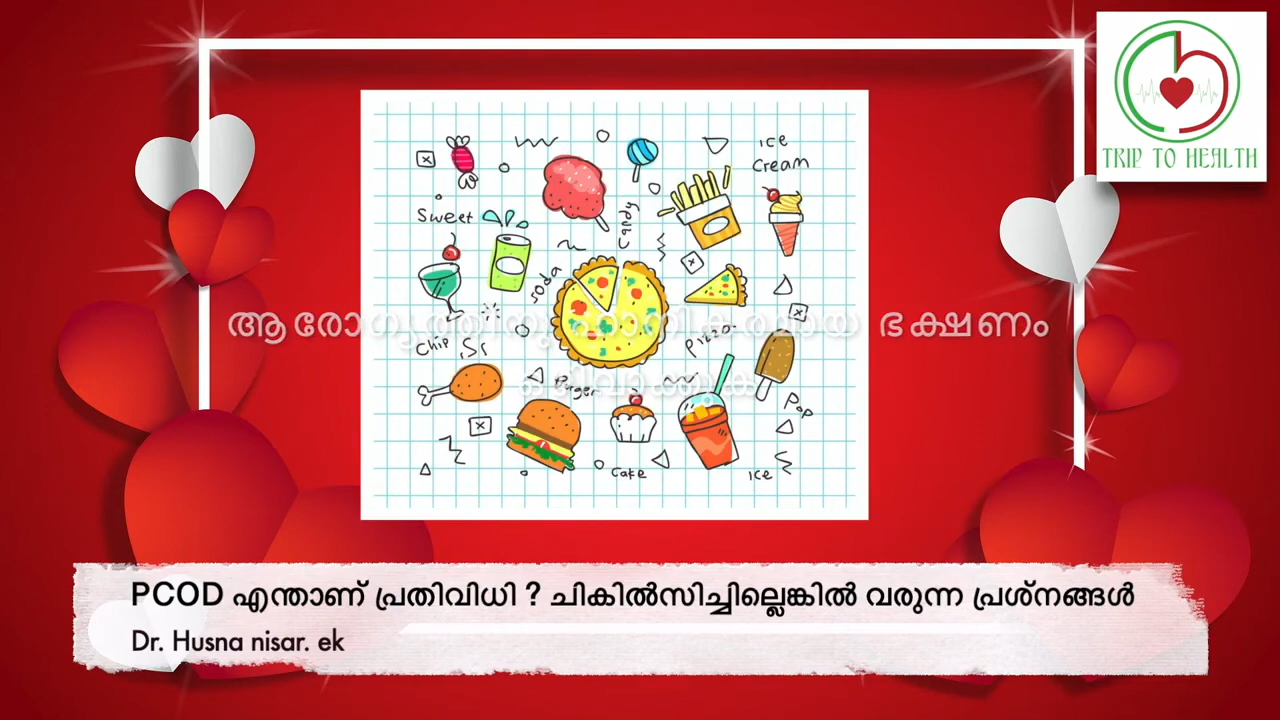 TRIP TO HEALTH
Ice
Cream
Sweet
Candy
Soda
ആരോഗ്യത്തിനു ഹാനികരമായ ഭക്ഷണം
ഒഴിവാക്കുക
Chip
pizza
Burger
Pop
Cake
Ice
PCOD എന്താണ് പ്രതിവിധി ? ചികിൽസിച്ചില്ലെങ്കിൽ വരുന്ന പ്രശ്നങ്ങൾ
Dr. Husna nisar. ek